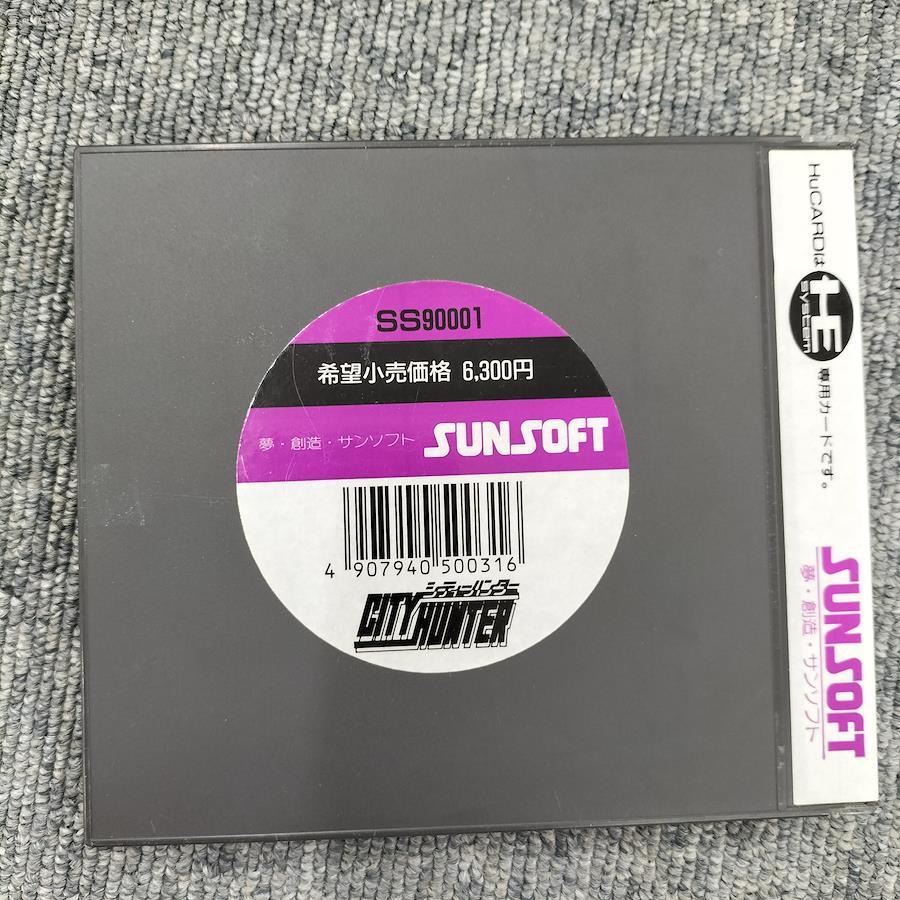 SS90001
希望小売価格 6,300円
夢・創造・サンソフト SUNSOFT
4 907940 500316
シティーハンター
CITY HUNTER
HuCARDは HE system 専用カードです。
SUNSOFT
夢・創造・サンソフト